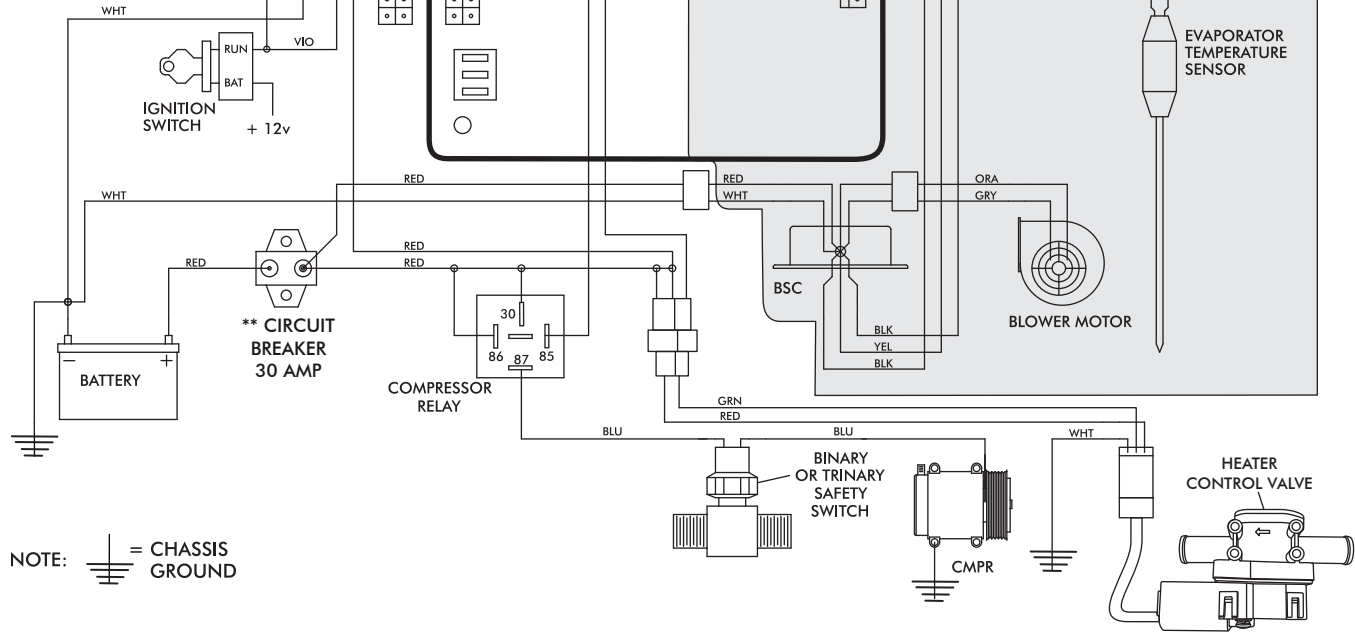 WHT
RUN
VIO
BAT
IGNITION
SWITCH
+ 12v
EVAPORATOR
TEMPERATURE
SENSOR
RED
RED
ORA
WHT
WHT
GRY
RED
RED
RED
BSC
BLOWER MOTOR
** CIRCUIT
BREAKER
30 AMP
30
86
87
85
COMPRESSOR
RELAY
BLK
YEL
BLK
–
+
BATTERY
GRN
RED
BLU
BLU
WHT
BINARY
OR TRINARY
SAFETY
SWITCH
HEATER
CONTROL VALVE
CMPR
NOTE:
= CHASSIS
GROUND